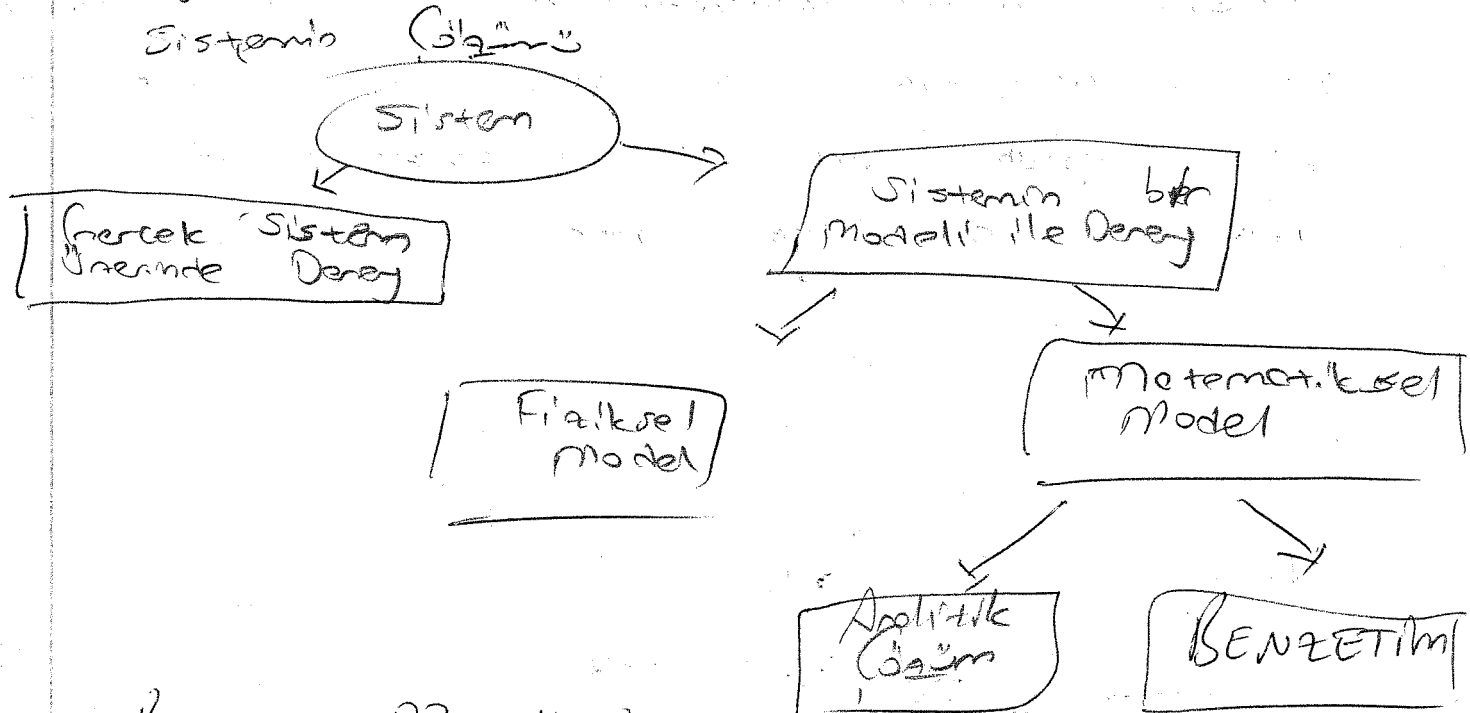 Sistemin Çözümü
Sistem
Gerçek Sistem
Üzerinde Deney
Sistemin bir
Modeli ile Deney
Fiziksel
Model
Matematiksel
Model
Analitik
Çözüm
BENZETİM